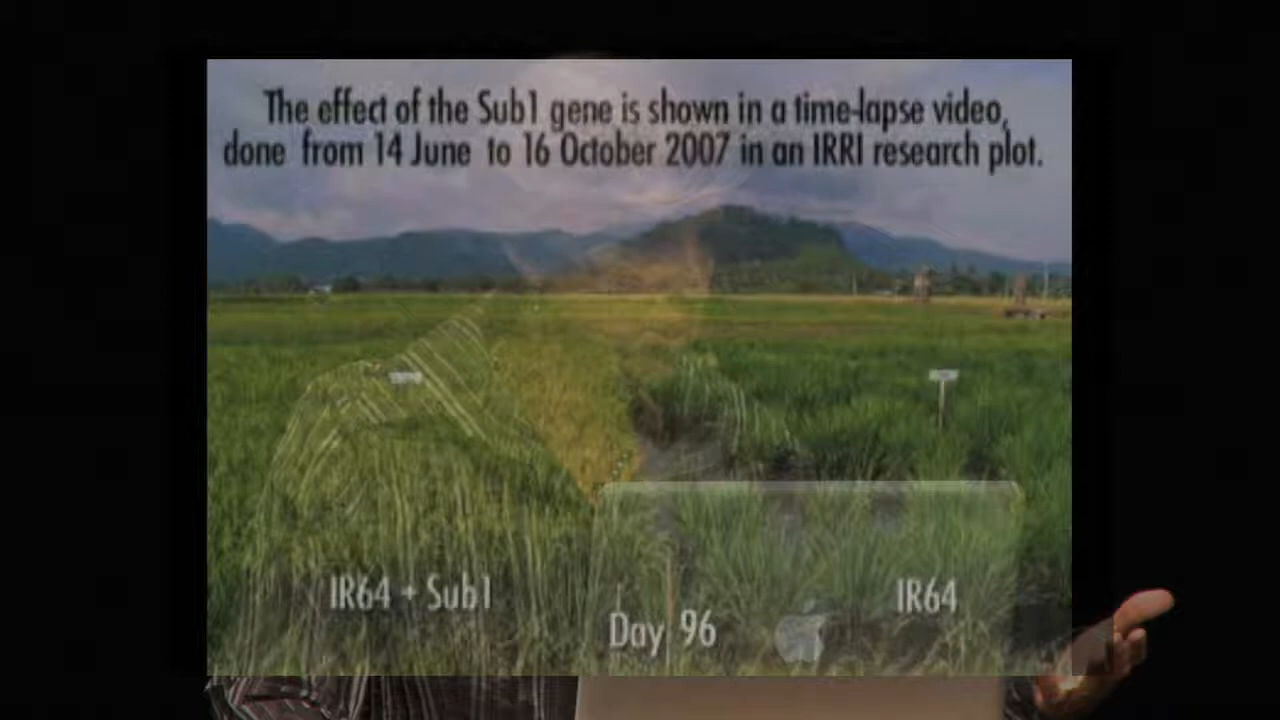 The effect of the Sub1 gene is shown in a time-lapse video,
done from 14 June to 16 October 2007 in an IRRI research plot.
IR64 + Sub1
IR64
Day 96